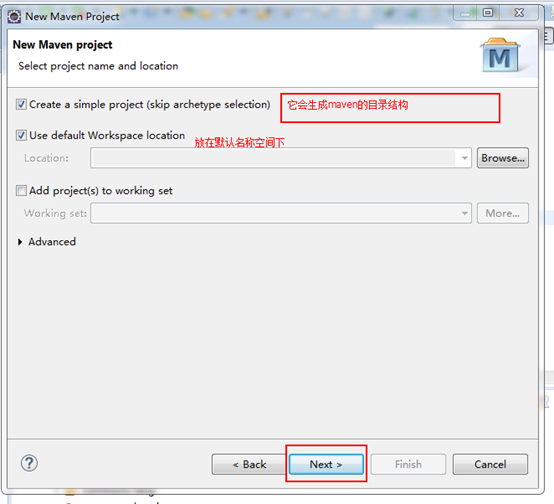 New Maven Project
New Maven project
Select project name and location
M
Create a simple project (skip archetype selection)
它会生成maven的目录结构
Use default Workspace location
放在默认名称空间下
Location:
Browse...
Add project(s) to working set
Working set:
More...
Advanced
?
< Back
Next >
Finish
Cancel